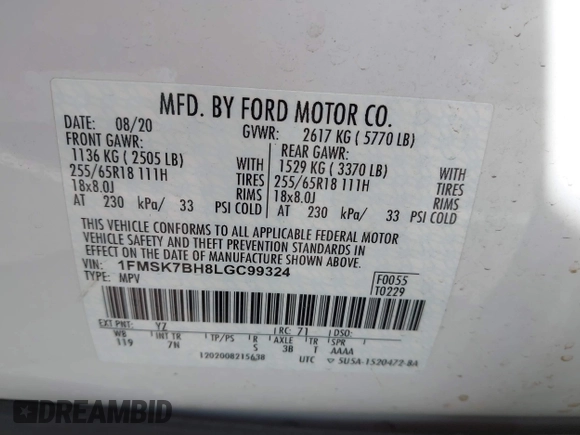 MFD. BY FORD MOTOR CO.
DATE: 08/20 GVWR: 2617 KG ( 5770 LB)
FRONT GAWR: REAR GAWR:
1136 KG ( 2505 LB) WITH 1529 KG ( 3370 LB) WITH
255/65R18 111H TIRES 255/65R18 111H TIRES
18x8.0J RIMS 18x8.0J RIMS
AT 230 kPa/ 33 PSI COLD AT 230 kPa/ 33 PSI COLD
THIS VEHICLE CONFORMS TO ALL APPLICABLE FEDERAL MOTOR
VEHICLE SAFETY AND THEFT PREVENTION STANDARDS IN
EFFECT ON THE DATE OF MANUFACTURE SHOWN ABOVE.
VIN: 1FMSK7BH8LGC99324 F0055
TYPE: MPV T0229
EXT PNT: YZ RC: 71 DSO:
WB INT TR TP/PS R AXLE TR SPR
119 7N S 3B T AAAA
1202008215638 UTC SU5A-1520472-BA
DREAMBID